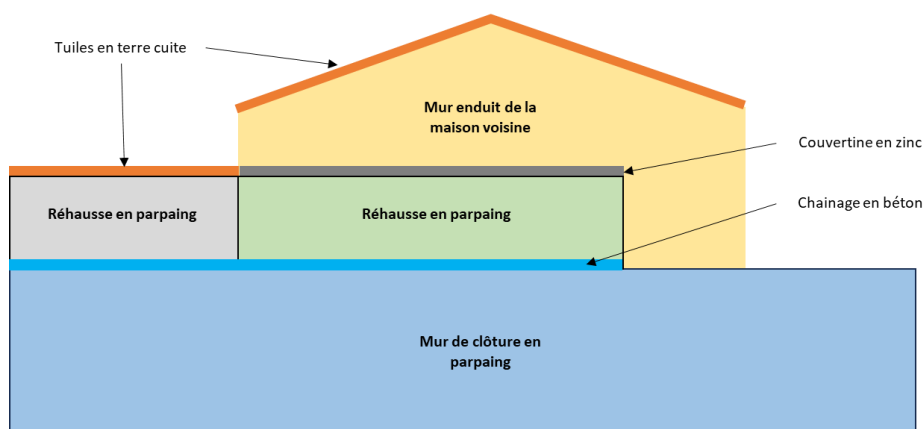 Tuiles en terre cuite
Mur enduit de la
maison voisine
Couvertine en zinc
Réhausse en parpaing
Réhausse en parpaing
Chainage en béton
Mur de clôture en
parpaing